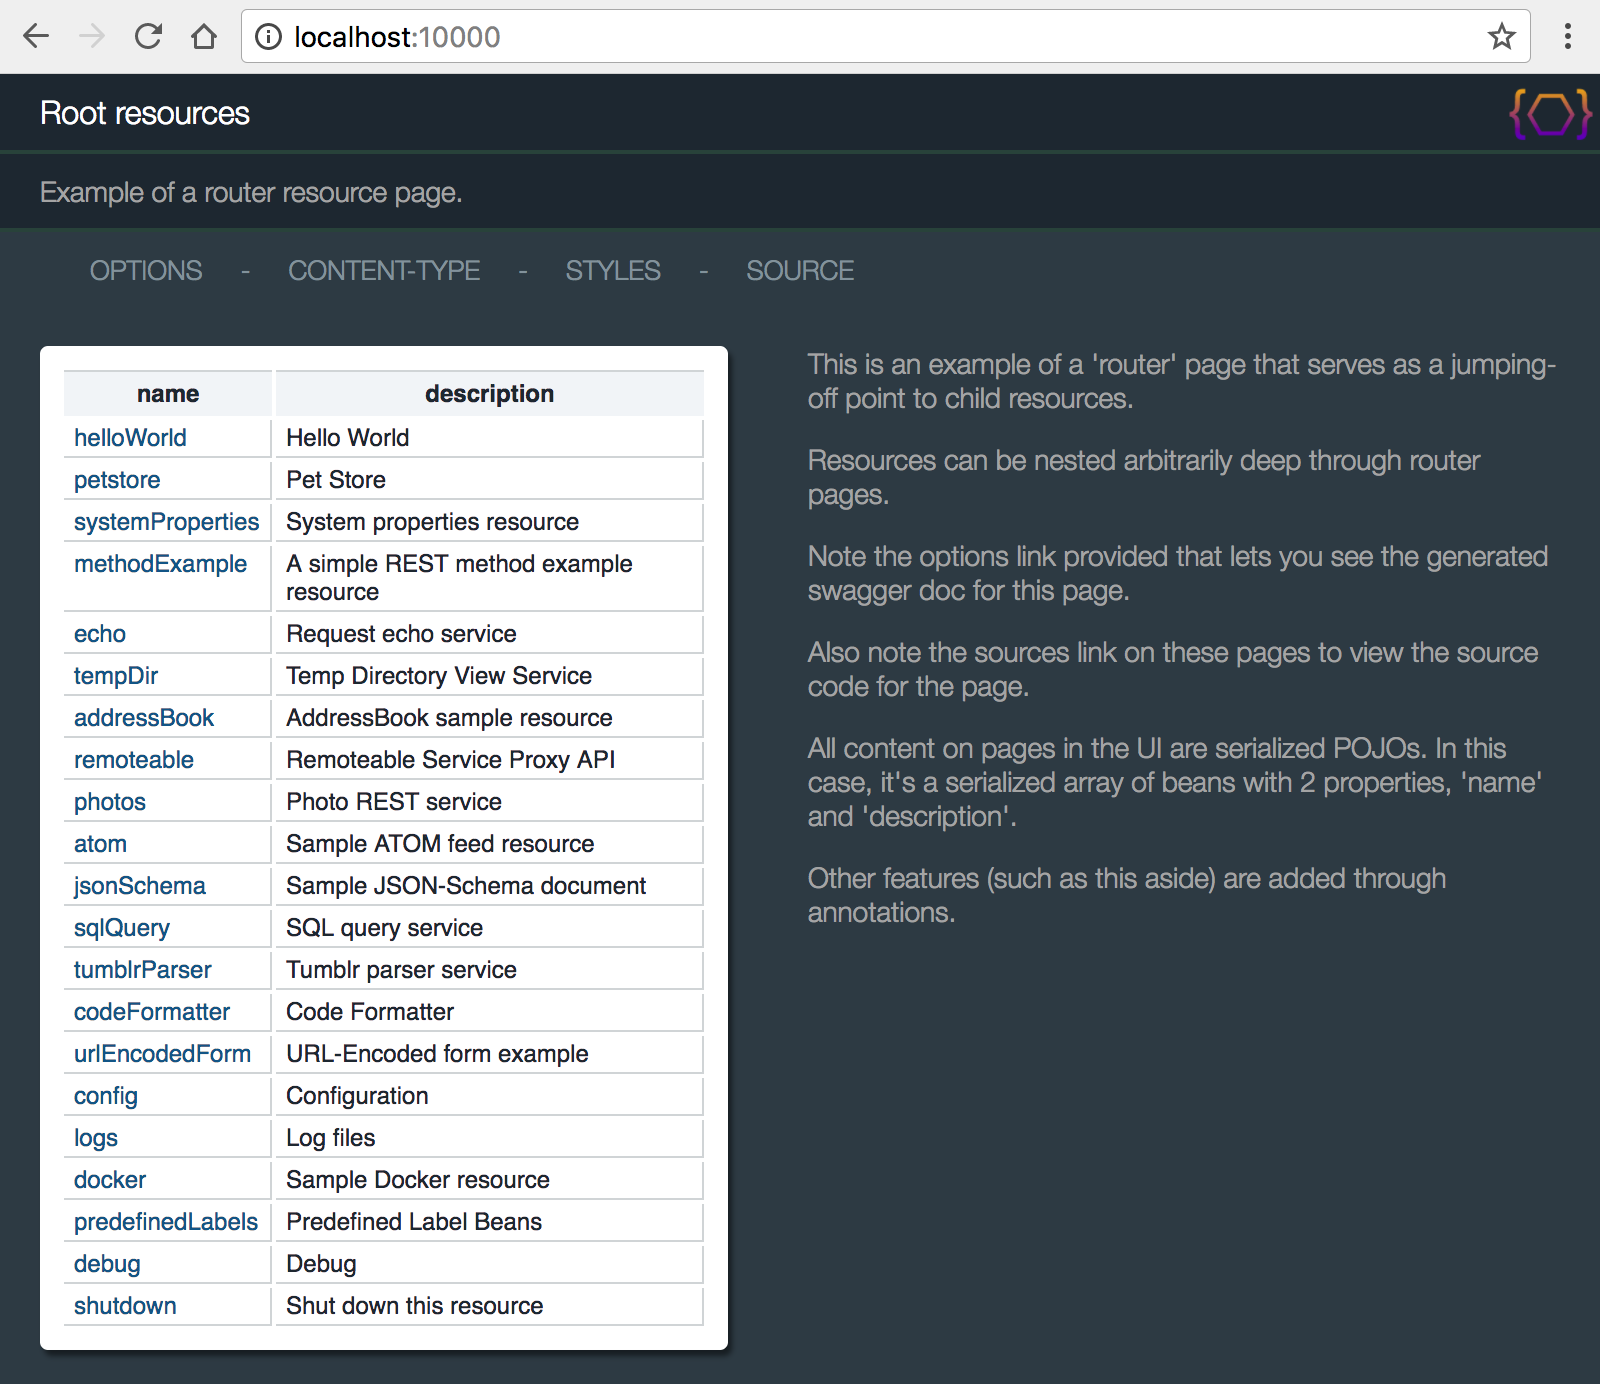 localhost:10000
Root resources
Example of a router resource page.
OPTIONS - CONTENT-TYPE - STYLES - SOURCE
name description
helloWorld Hello World
petstore Pet Store
systemProperties System properties resource
methodExample A simple REST method example
resource
echo Request echo service
tempDir Temp Directory View Service
addressBook AddressBook sample resource
remoteable Remoteable Service Proxy API
photos Photo REST service
atom Sample ATOM feed resource
jsonSchema Sample JSON-Schema document
sqlQuery SQL query service
tumblrParser Tumblr parser service
codeFormatter Code Formatter
urlEncodedForm URL-Encoded form example
config Configuration
logs Log files
docker Sample Docker resource
predefinedLabels Predefined Label Beans
debug Debug
shutdown Shut down this resource
This is an example of a 'router' page that serves as a jumping-
off point to child resources.
Resources can be nested arbitrarily deep through router
pages.
Note the options link provided that lets you see the generated
swagger doc for this page.
Also note the sources link on these pages to view the source
code for the page.
All content on pages in the UI are serialized POJOs. In this
case, it's a serialized array of beans with 2 properties, 'name'
and 'description'.
Other features (such as this aside) are added through
annotations.